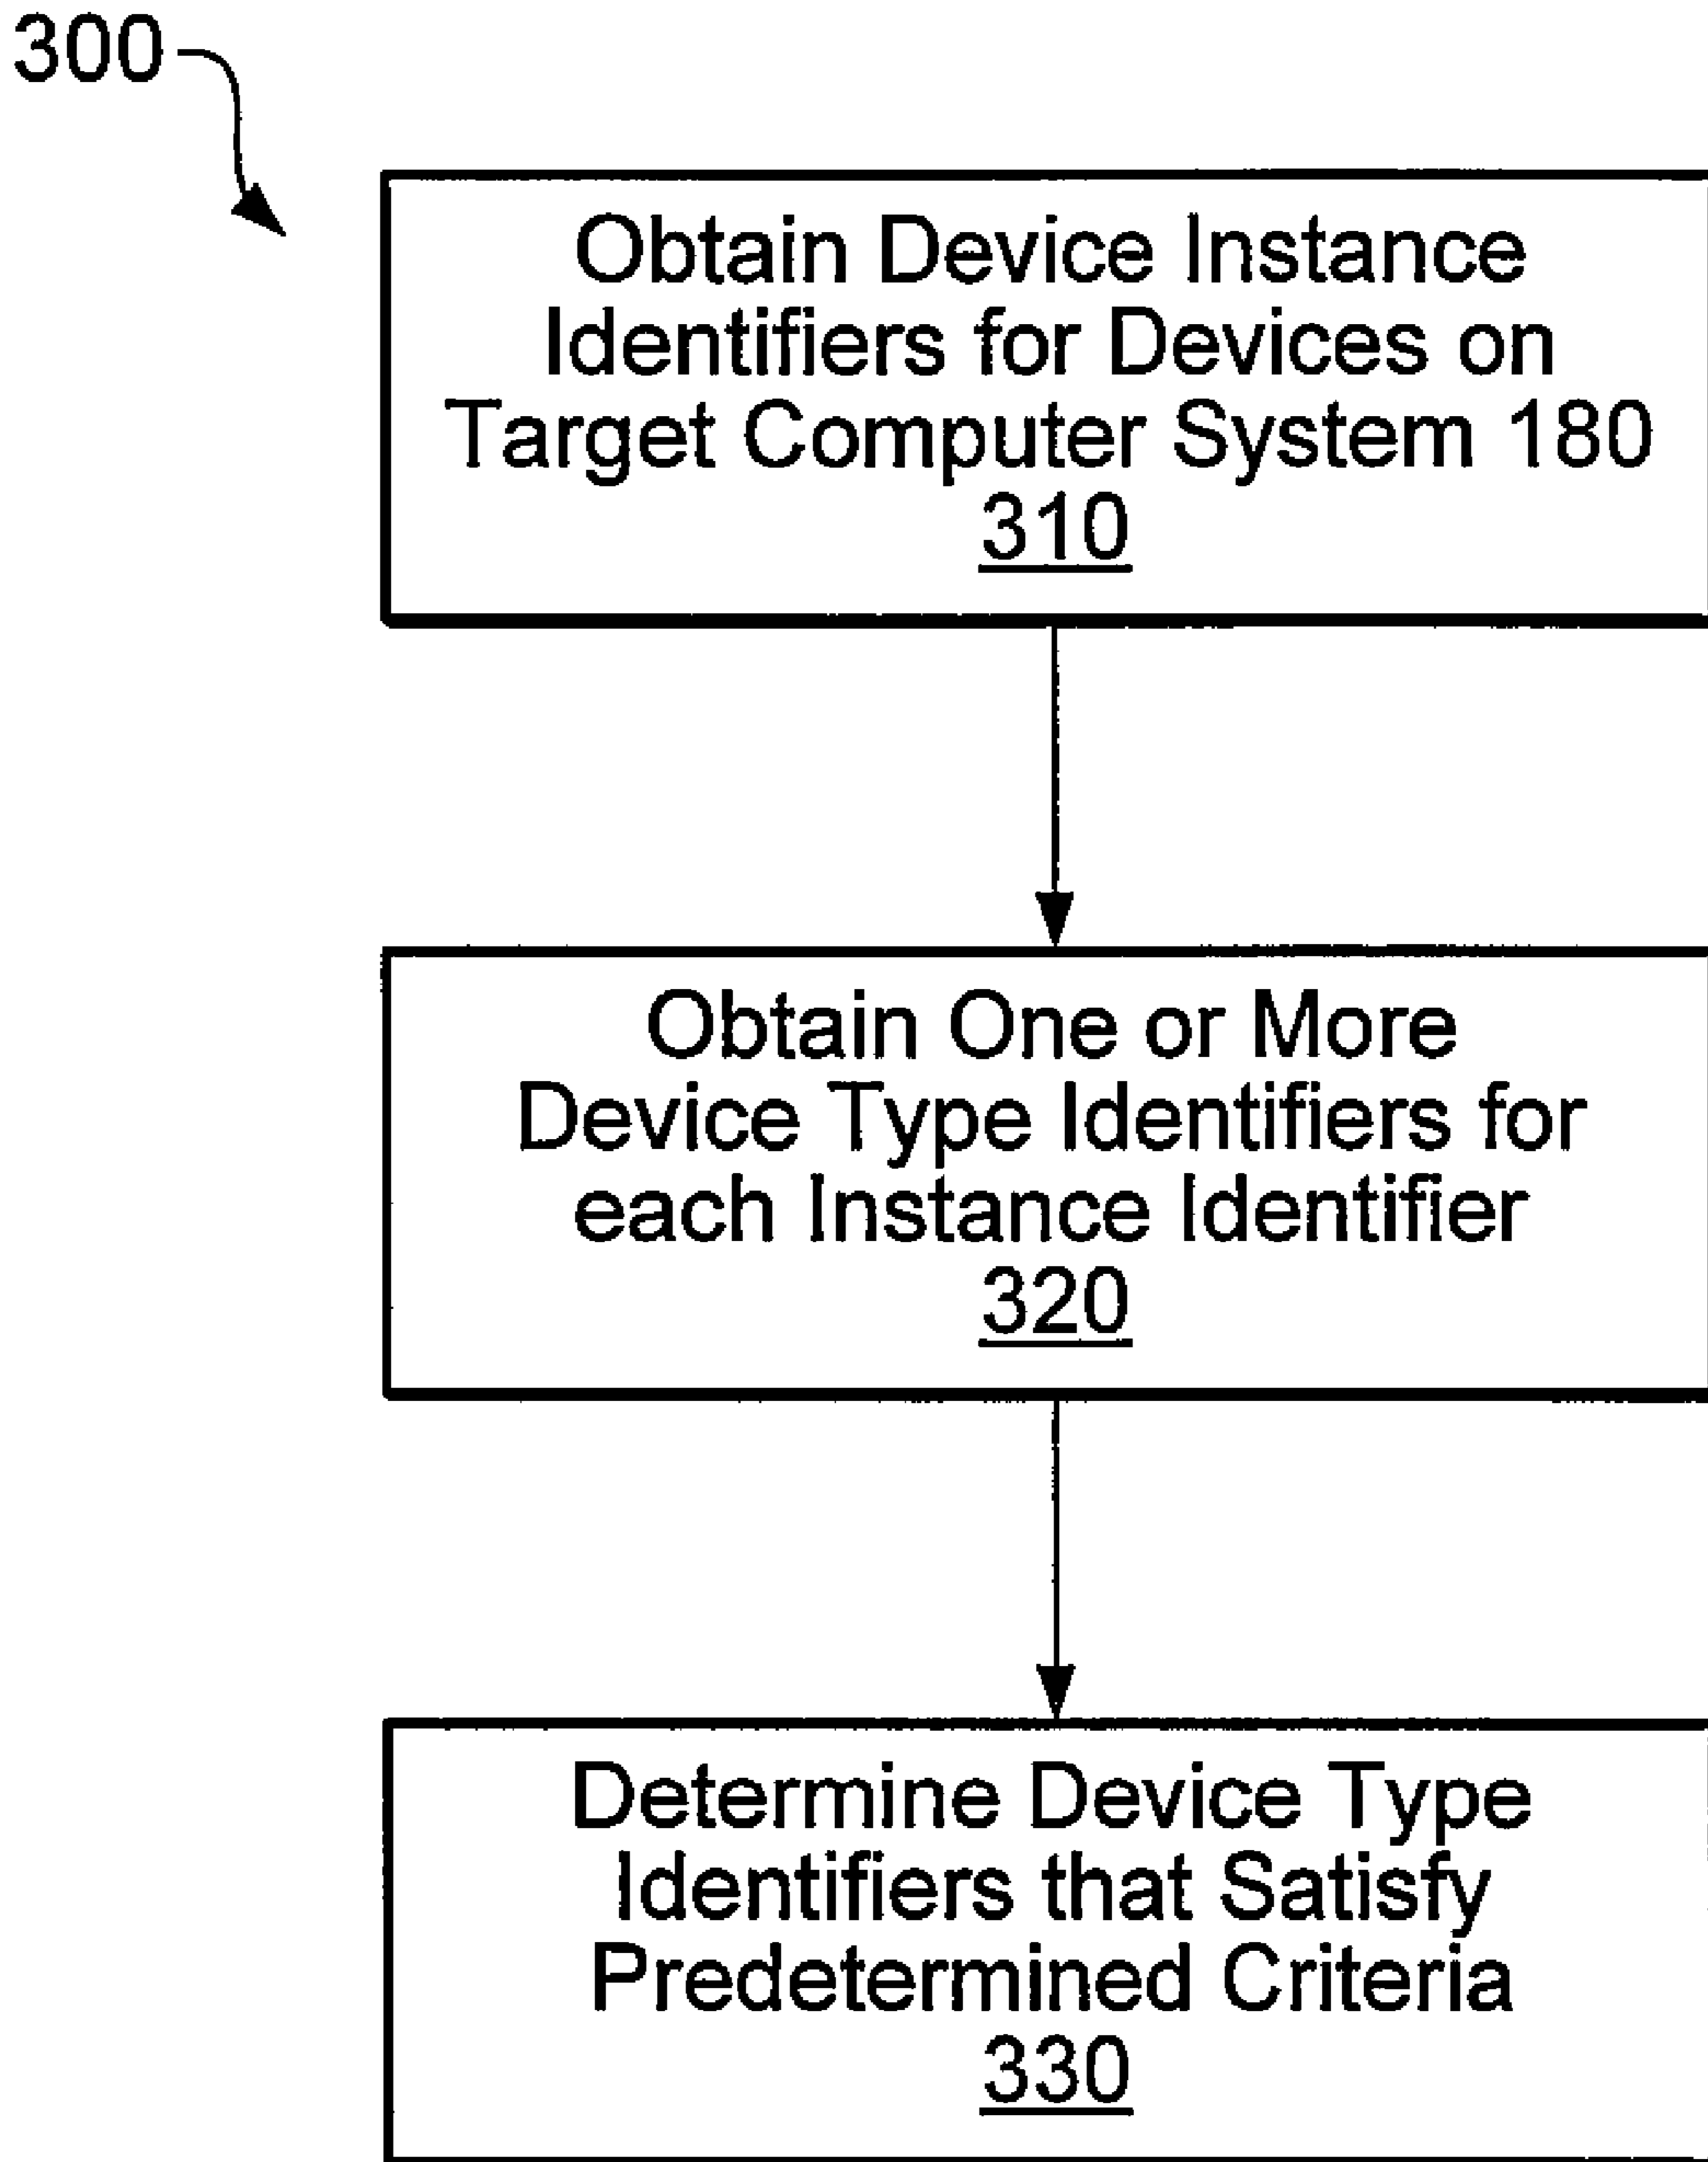 300
Obtain Device Instance
Identifiers for Devices on
Target Computer System 180
310
Obtain One or More
Device Type Identifiers for
each Instance Identifier
320
Determine Device Type
Identifiers that Satisfy
Predetermined Criteria
330